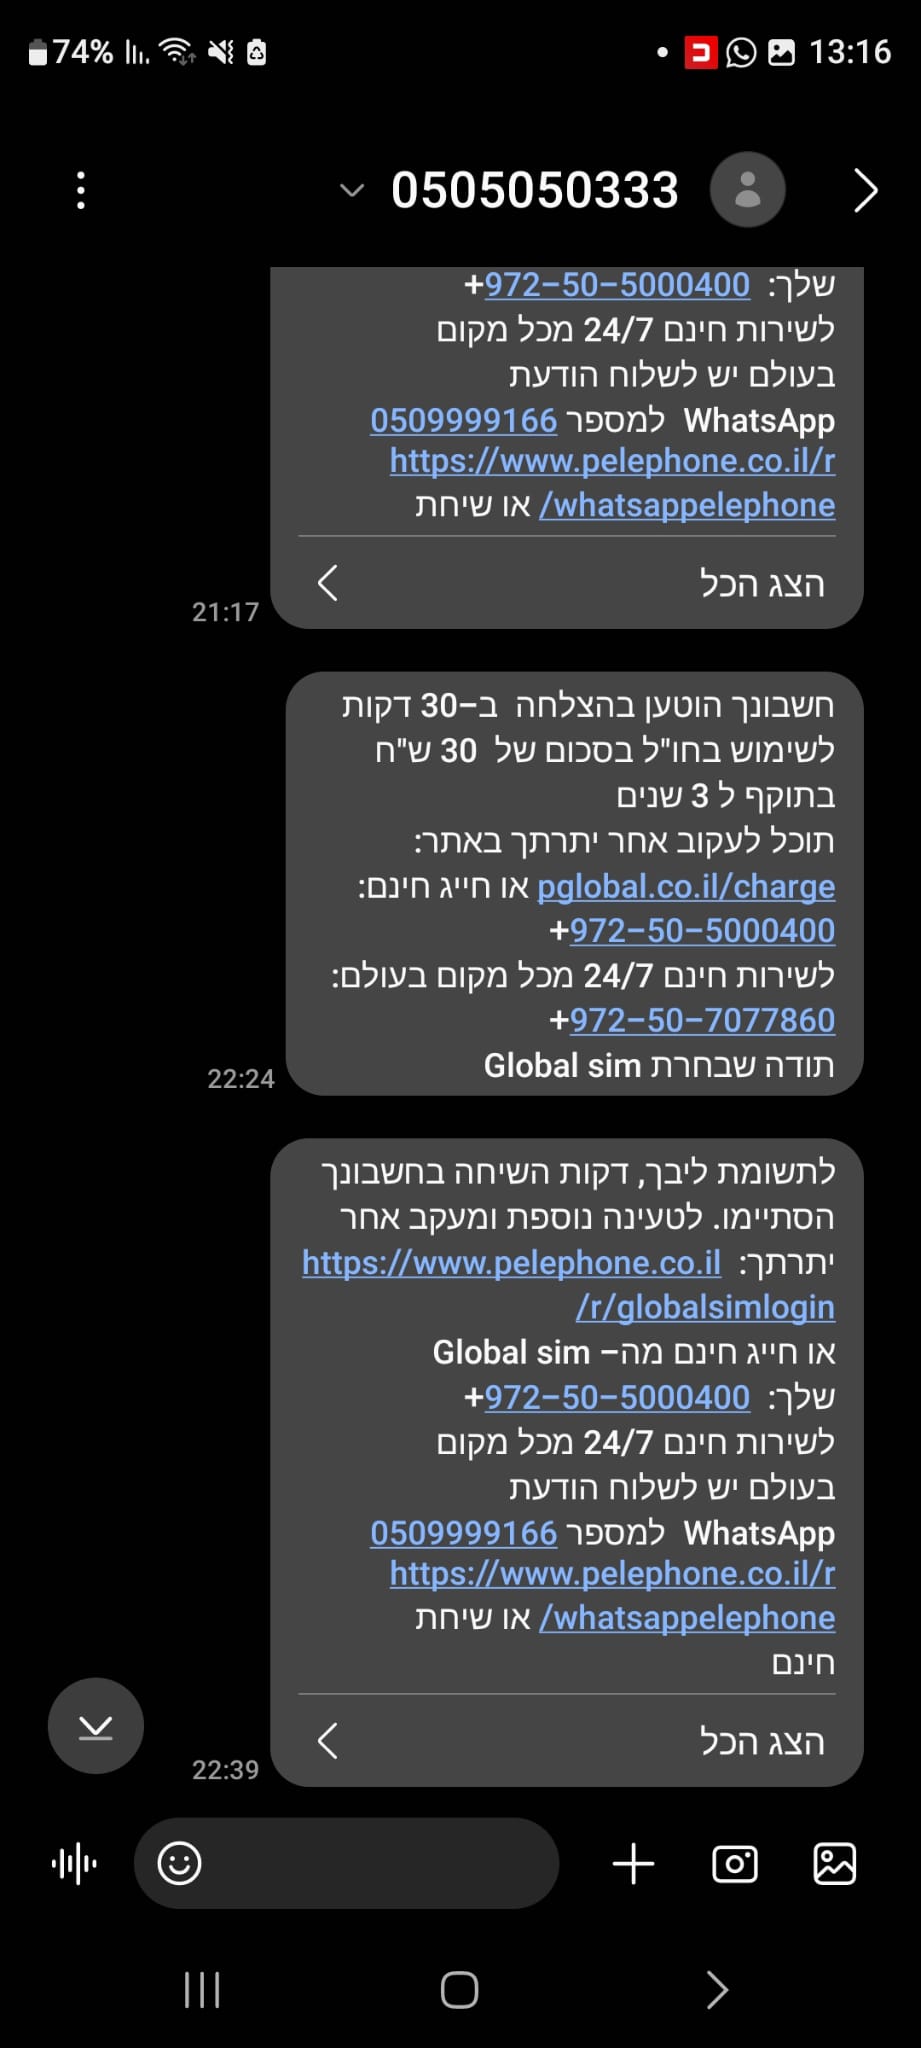 74%
13:16
0505050333
שלך: +972-50-5000400
לשירות חינם 24/7 מכל מקום
בעולם יש לשלוח הודעת
WhatsApp למספר 0509999166
https://www.pelephone.co.il/r
/whatsappelephone או שיחת
הצג הכל
21:17
חשבונך הוטען בהצלחה ב-30 דקות
לשימוש בחו"ל בסכום של 30 ש"ח
בתוקף ל 3 שנים
תוכל לעקוב אחר יתרתך באתר:
pglobal.co.il/charge או חייג חינם:
+972-50-5000400
לשירות חינם 24/7 מכל מקום בעולם:
+972-50-7077860
תודה שבחרת Global sim
22:24
לתשומת ליבך, דקות השיחה בחשבונך
הסתיימו. לטעינה נוספת ומעקב אחר
יתרתך: https://www.pelephone.co.il
/r/globalsimlogin
או חייג חינם מה- Global sim
שלך: +972-50-5000400
לשירות חינם 24/7 מכל מקום
בעולם יש לשלוח הודעת
WhatsApp למספר 0509999166
https://www.pelephone.co.il/r
/whatsappelephone או שיחת
חינם
הצג הכל
22:39